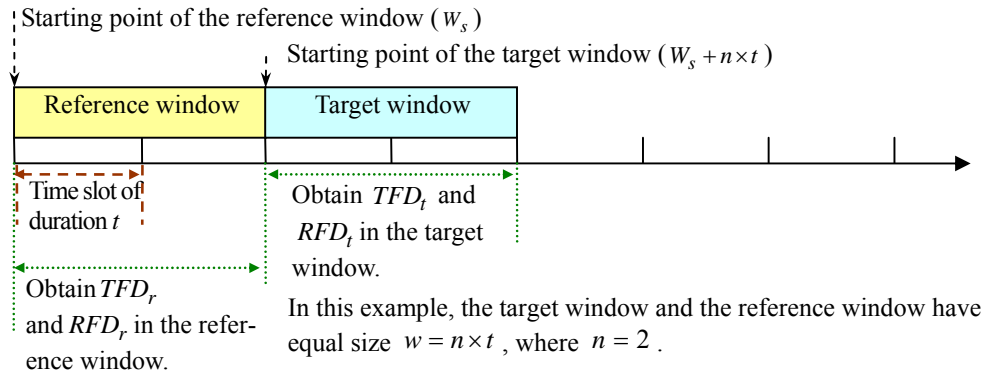 Starting point of the reference window ( W_s )
Starting point of the target window ( W_s + n × t )
Reference window
Target window
Time slot of
duration t
Obtain TFD_t and
RFD_t in the target
window.
Obtain TFD_r
and RFD_r in the refer-
ence window.
In this example, the target window and the reference window have
equal size w = n × t , where n = 2 .